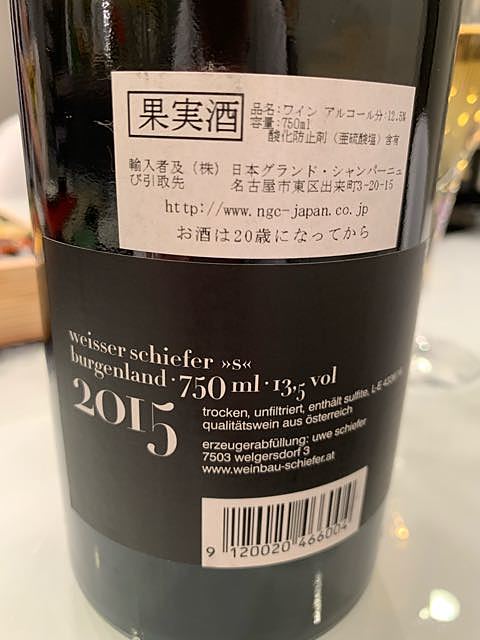 果実酒
品名:ワイン アルコール分:12.5%
容量:750ml
酸化防止剤(亜硫酸塩)含有
輸入者及(株)日本グランド・シャンパーニュ
び引取先 名古屋市東区出来町3-20-15
http://www.ngc-japan.co.jp
お酒は20歳になってから
weisser schiefer »s«
burgenland · 750 ml · 13,5 vol
2015
trocken, unfiltriert, enthält sulfite, L-E
qualitätswein aus österreich
erzeugerabfüllung: uwe schiefer
7503 welgersdorf 3
www.weinbau-schiefer.at
9 120020 466004